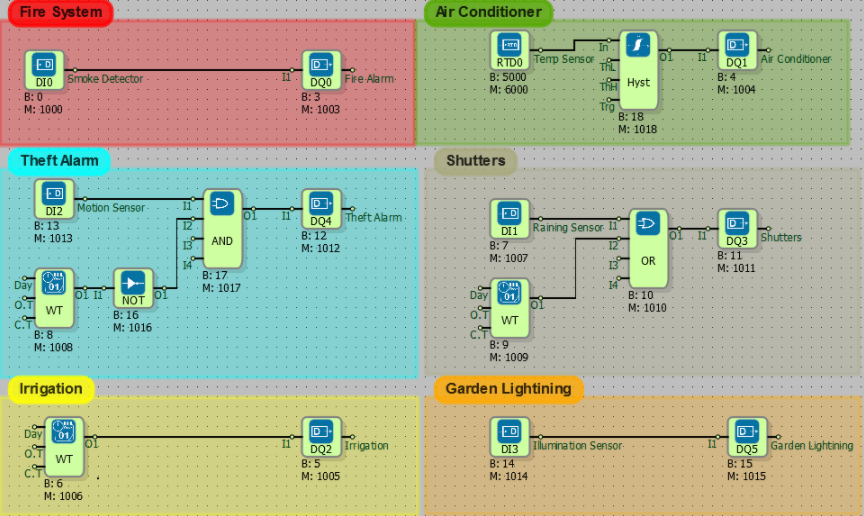 Fire System
DI0
Smoke Detector
B: 0
M: 1000
I1
DQ0
Fire Alarm
B: 3
M: 1003
Air Conditioner
RTD
RTD0
Temp Sensor
B: 5000
M: 6000
In
ThL
ThH
Trg
Hyst
O1
B: 18
M: 1018
I1
DQ1
Air Conditioner
B: 4
M: 1004
Theft Alarm
DI2
Motion Sensor
B: 13
M: 1013
Day
O.T
C.T
01
WT
O1
B: 8
M: 1008
I1
NOT
O1
B: 16
M: 1016
I1
I2
I3
I4
AND
O1
B: 17
M: 1017
I1
DQ4
Theft Alarm
B: 12
M: 1012
Shutters
DI1
Raining Sensor
B: 7
M: 1007
Day
O.T
C.T
01
WT
O1
B: 9
M: 1009
I1
I2
I3
I4
OR
O1
B: 10
M: 1010
I1
DQ3
Shutters
B: 11
M: 1011
Irrigation
Day
O.T
C.T
01
WT
O1
B: 6
M: 1006
I1
DQ2
Irrigation
B: 5
M: 1005
Garden Lightining
DI3
Illumination Sensor
B: 14
M: 1014
I1
DQ5
Garden Lightining
B: 15
M: 1015